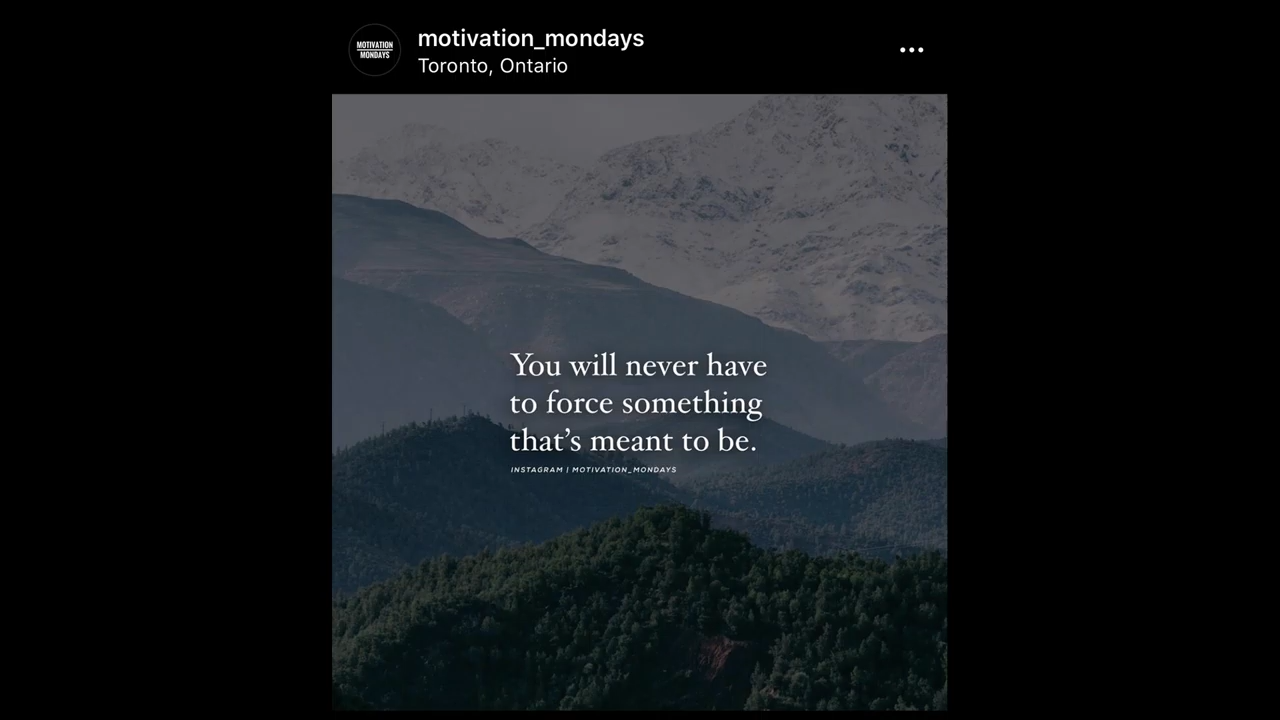 MOTIVATION
MONDAYS
motivation_mondays
Toronto, Ontario
You will never have
to force something
that's meant to be.
INSTAGRAM | MOTIVATION_MONDAYS